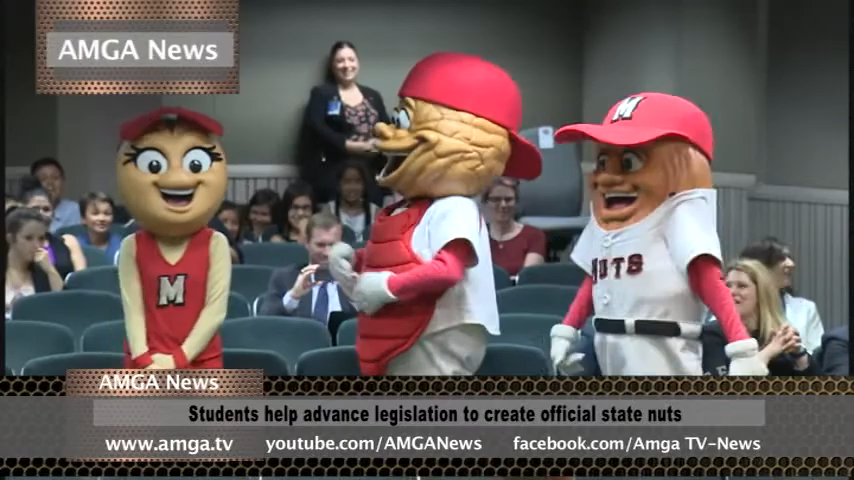 AMGA News
M
M
NUTS
AMGA News
Students help advance legislation to create official state nuts
www.amga.tv youtube.com/AMGANews facebook.com/Amga TV-News